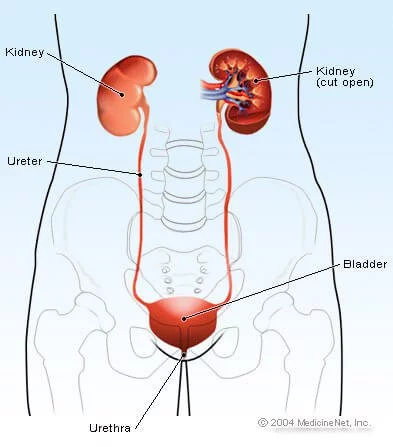 Kidney
Kidney
(cut open)
Ureter
Bladder
Urethra
© 2004 MedicineNet, Inc.